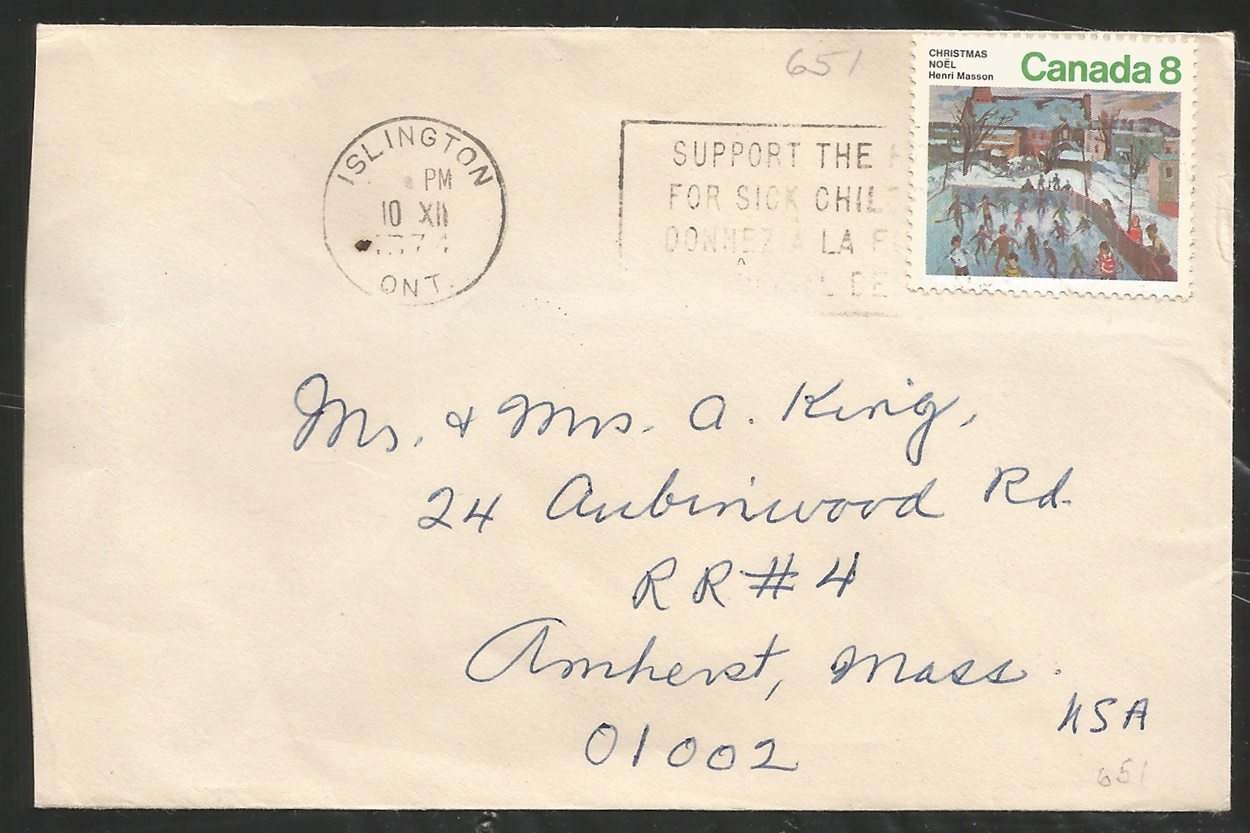 651
CHRISTMAS
NOËL
Henri Masson
Canada 8
ISLINGTON
PM
10 XII
ONT.
SUPPORT THE
FOR SICK CHIL
DONNEZ À LA
DE
Mr. & Mrs. A. King,
24 Aubinwood Rd.
RR#4
Amherst, Mass.
01002
USA
651